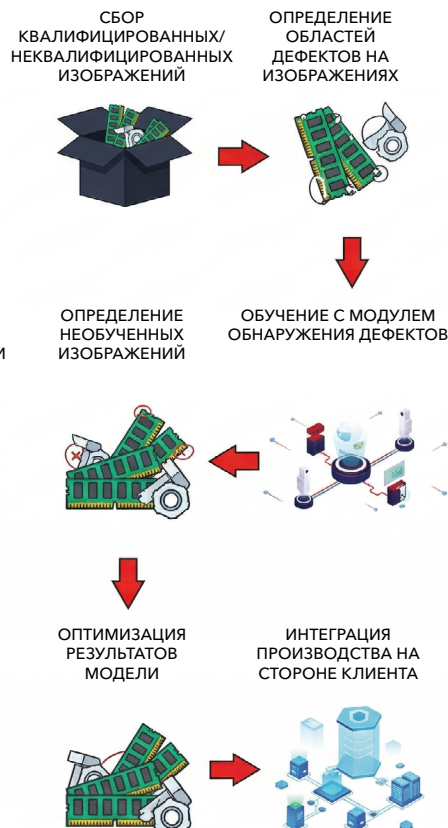 СБОР
КВАЛИФИЦИРОВАННЫХ/
НЕКВАЛИФИЦИРОВАННЫХ
ИЗОБРАЖЕНИЙ
ОПРЕДЕЛЕНИЕ
ОБЛАСТЕЙ
ДЕФЕКТОВ НА
ИЗОБРАЖЕНИЯХ
ОПРЕДЕЛЕНИЕ
НЕОБУЧЕННЫХ
ИЗОБРАЖЕНИЙ
И
ОБУЧЕНИЕ С МОДУЛЕМ
ОБНАРУЖЕНИЯ ДЕФЕКТОВ
ОПТИМИЗАЦИЯ
РЕЗУЛЬТАТОВ
МОДЕЛИ
ИНТЕГРАЦИЯ
ПРОИЗВОДСТВА НА
СТОРОНЕ КЛИЕНТА